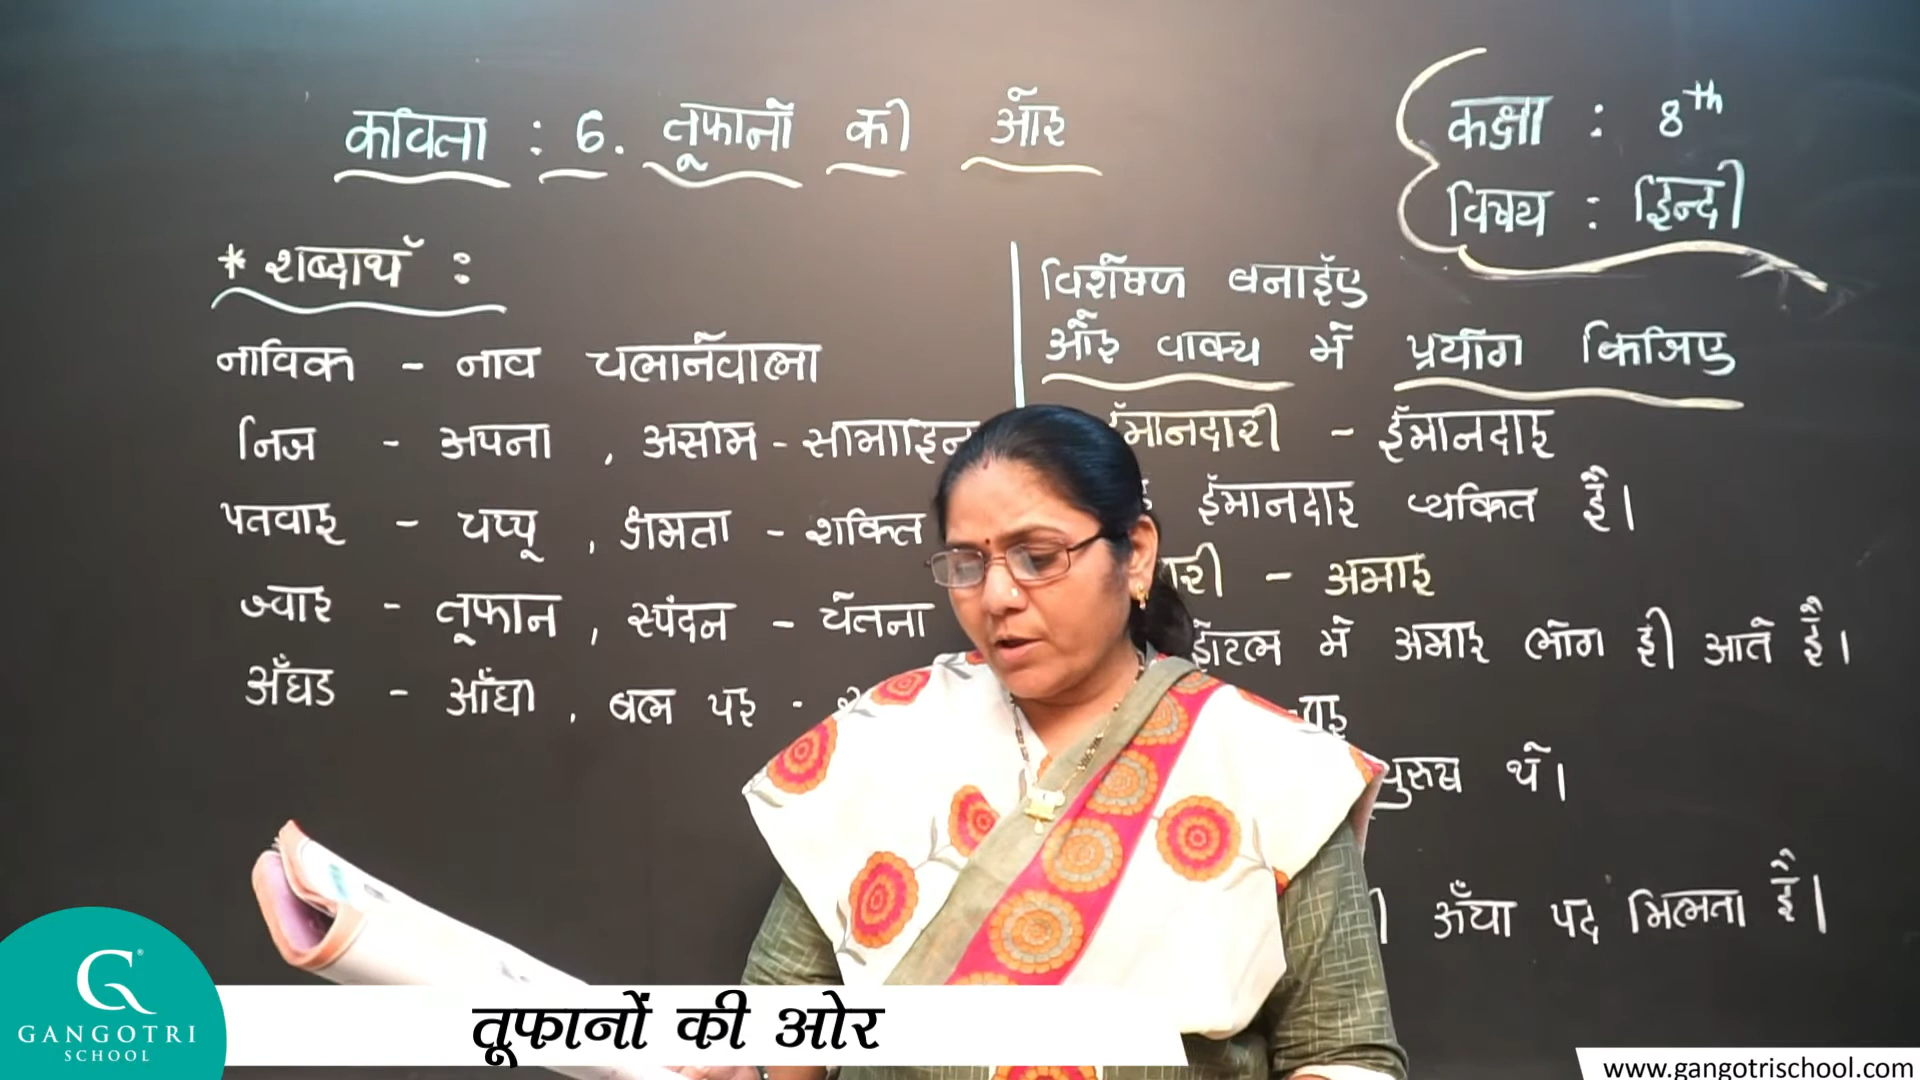 कविता : 6. तूफानों की ओर
कक्षा : 8th
विषय : हिन्दी
* शब्दार्थ :
नाविक - नाव चलानेवाला
निज - अपना , असीम - सीमाहिन
पतवार - चप्पू , क्षमता - शक्ति
ज्वार - तूफान , स्पंदन - चेतना
अँधड - आँधी , बल पर -
विशेषण बनाईए
और वाक्य में प्रयोग किजिए
ईमानदारी - ईमानदार
ईमानदार व्यक्ति है।
- अमीर
होटल में अमीर लोग ही आते है।
पुरुष थे।
ऊँचा पद मिलता है।
तूफानों की ओर
GANGOTRI
SCHOOL
www.gangotrischool.com